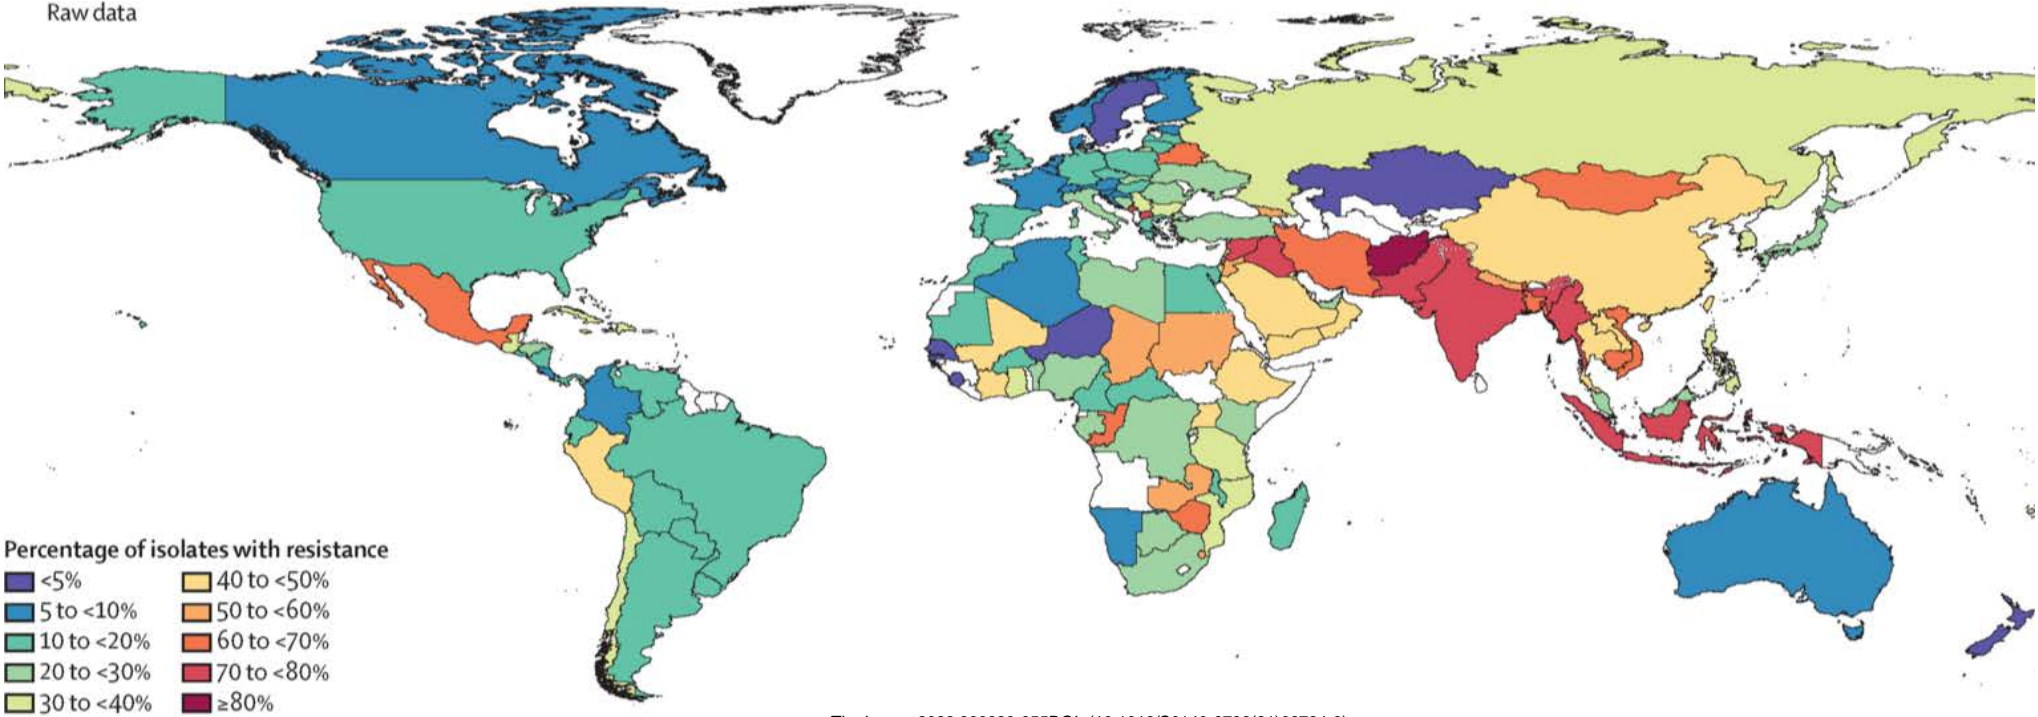 Raw data
Percentage of isolates with resistance
<5%
5 to <10%
10 to <20%
20 to <30%
30 to <40%
40 to <50%
50 to <60%
60 to <70%
70 to <80%
≥80%